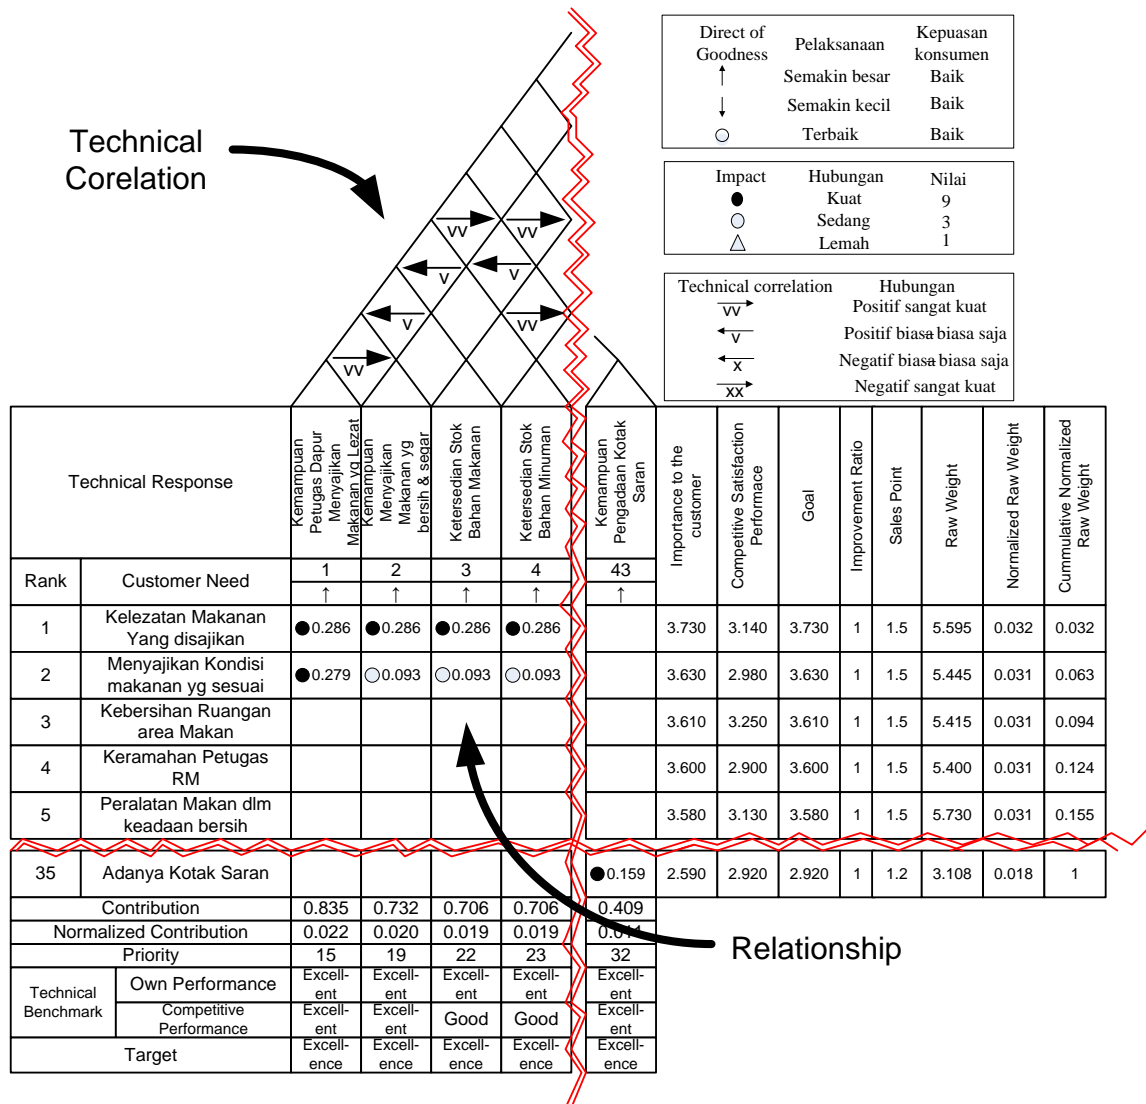 Direct of Goodness Pelaksanaan Kepuasan konsumen
↑ Semakin besar Baik
↓ Semakin kecil Baik
Terbaik Baik
Impact Hubungan Nilai
Kuat 9
Sedang 3
Lemah 1
Technical correlation Hubungan
vv Positif sangat kuat
v Positif biasa biasa saja
x Negatif biasa biasa saja
xx Negatif sangat kuat
Technical
Corelation
vv vv
v v
v vv
vv
Technical Response
Kemampuan
Petugas Dapur
Menyajikan
Makanan yg Lezat
Kemampuan
Menyajikan
Makanan yg
bersih & segar
Ketersedian Stok
Bahan Makanan
Ketersedian Stok
Bahan Minuman
Kemampuan
Pengadaan Kotak
Saran
Importance to the
customer
Competitive Satisfaction
Performace
Goal
Improvement Ratio
Sales Point
Raw Weight
Normalized Raw Weight
Cummulative Normalized
Raw Weight
Rank Customer Need 1 2 3 4 43
↑ ↑ ↑ ↑ ↑
1 Kelezatan Makanan Yang disajikan 0.286 0.286 0.286 0.286 3.730 3.140 3.730 1 1.5 5.595 0.032 0.032
2 Menyajikan Kondisi makanan yg sesuai 0.279 0.093 0.093 0.093 3.630 2.980 3.630 1 1.5 5.445 0.031 0.063
3 Kebersihan Ruangan area Makan 3.610 3.250 3.610 1 1.5 5.415 0.031 0.094
4 Keramahan Petugas RM 3.600 2.900 3.600 1 1.5 5.400 0.031 0.124
5 Peralatan Makan dlm keadaan bersih 3.580 3.130 3.580 1 1.5 5.730 0.031 0.155
35 Adanya Kotak Saran 0.159 2.590 2.920 2.920 1 1.2 3.108 0.018 1
Contribution 0.835 0.732 0.706 0.706 0.409
Normalized Contribution 0.022 0.020 0.019 0.019
Priority 15 19 22 23 32
Relationship
Technical Benchmark
Own Performance Excell-ent Excell-ent Excell-ent Excell-ent Excell-ent
Competitive Performance Excell-ent Excell-ent Good Good Excell-ent
Target Excell-ence Excell-ence Excell-ence Excell-ence Excell-ence